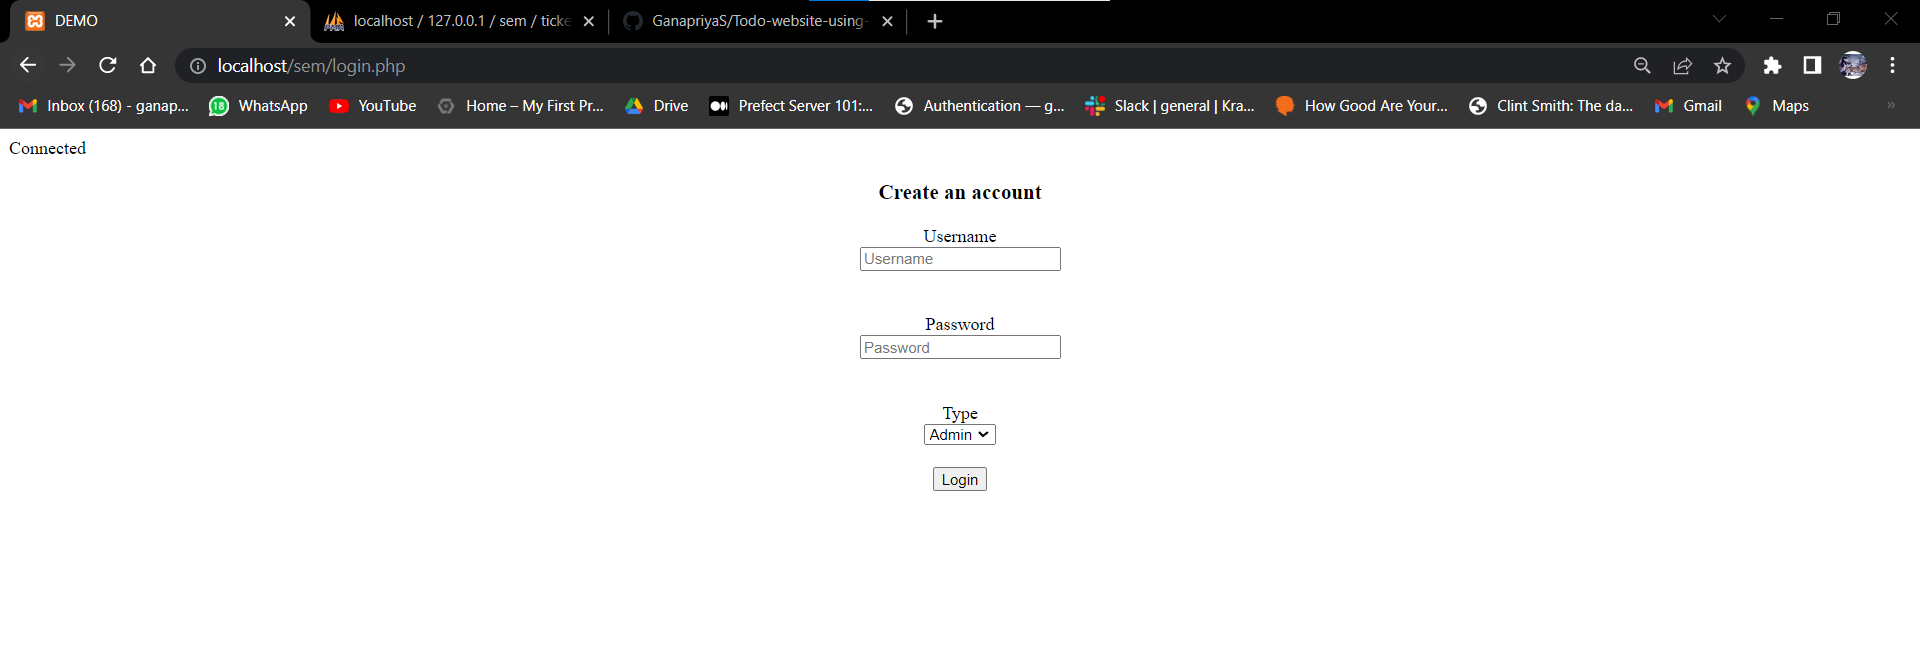 DEMO
localhost / 127.0.0.1 / sem / ticke
GanapriyaS/Todo-website-using-
localhost/sem/login.php
Inbox (168) - ganap...
18
WhatsApp
YouTube
Home – My First Pr...
Drive
Prefect Server 101:...
Authentication — g...
Slack | general | Kra...
How Good Are Your...
Clint Smith: The da...
Gmail
Maps
»
Connected
Create an account
Username
Username
Password
Password
Type
Admin
Login